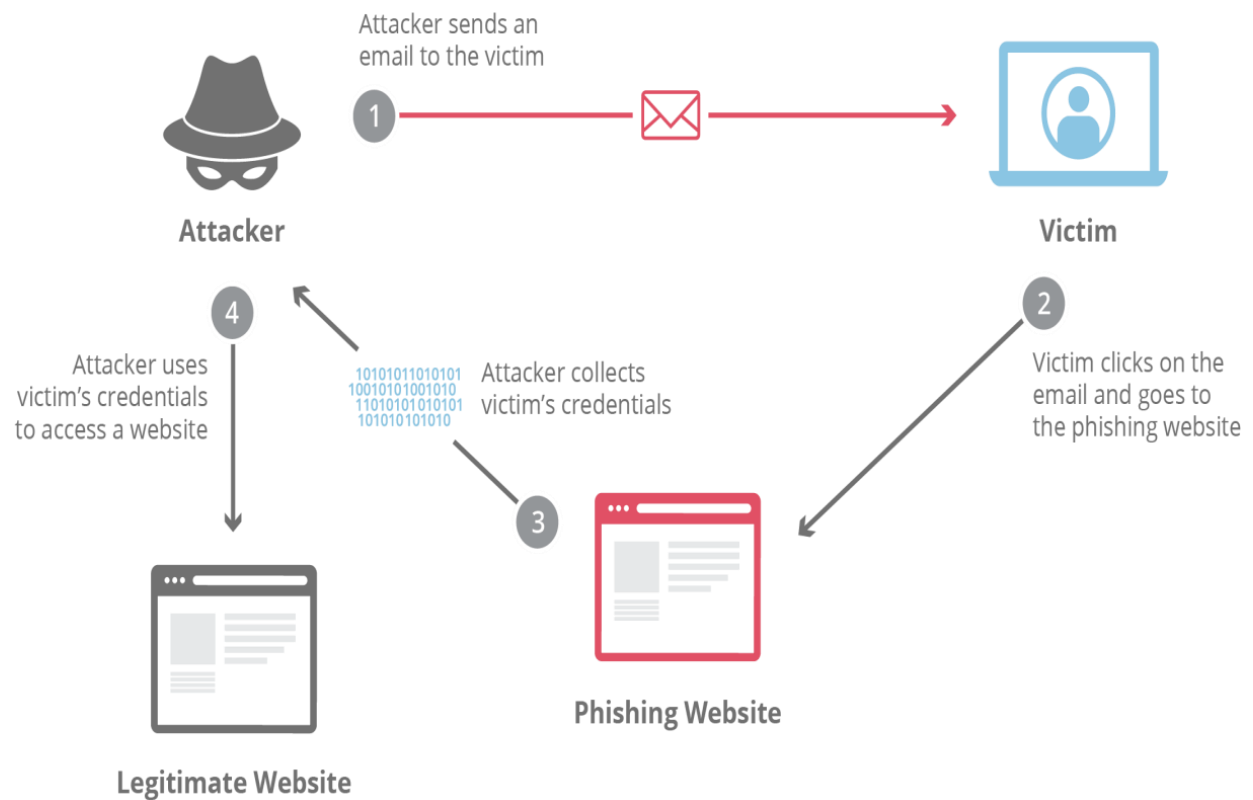 Attacker sends an
email to the victim
1
Attacker
Victim
4
2
Attacker uses
victim's credentials
to access a website
10101011010101
10010101001010
11010101010101
101010101010
Attacker collects
victim's credentials
Victim clicks on the
email and goes to
the phishing website
3
Phishing Website
Legitimate Website